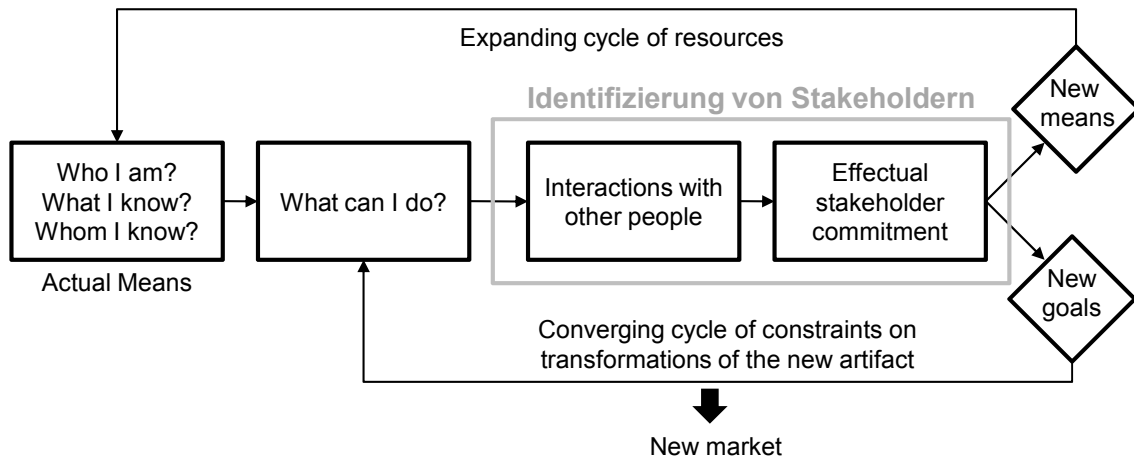 Expanding cycle of resources
Identifizierung von Stakeholdern
New
means
Who I am?
What I know?
Whom I know?
What can I do?
Interactions with
other people
Effectual
stakeholder
commitment
Actual Means
New
goals
Converging cycle of constraints on
transformations of the new artifact
New market